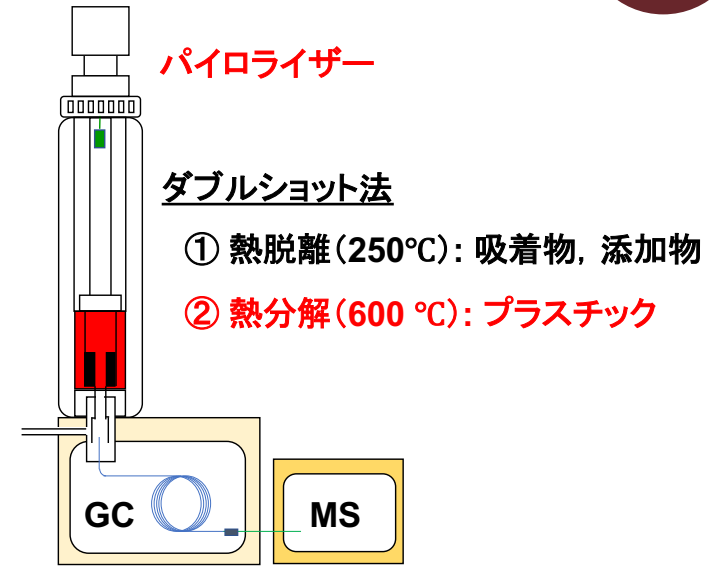 パイロライザー
ダブルショット法
① 熱脱離（250℃）: 吸着物, 添加物
② 熱分解（600 ℃）: プラスチック
GC
MS